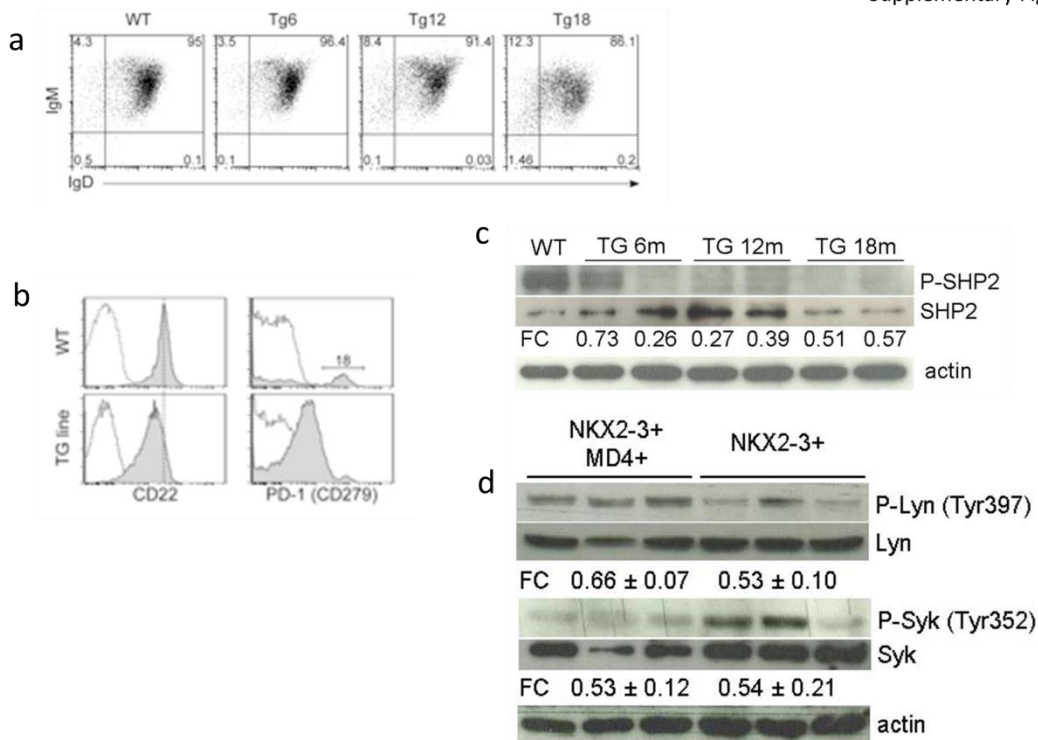 Supplementary Fig
a
WT Tg6 Tg12 Tg18
4.3 95 3.5 96.4 8.4 91.4 12.3 86.1
IgM
0.5 0.1 0.1 0.1 0.03 1.46 0.2
IgD
b
WT
18
TG line
CD22 PD-1 (CD279)
c
WT TG 6m TG 12m TG 18m
P-SHP2
SHP2
FC 0.73 0.26 0.27 0.39 0.51 0.57
actin
d
NKX2-3+ NKX2-3+
MD4+
P-Lyn (Tyr397)
Lyn
FC 0.66 ± 0.07 0.53 ± 0.10
P-Syk (Tyr352)
Syk
FC 0.53 ± 0.12 0.54 ± 0.21
actin